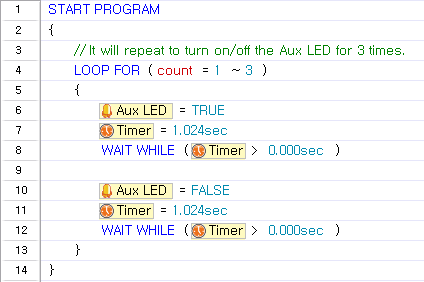 1 START PROGRAM
2 {
3 // It will repeat to turn on/off the Aux LED for 3 times.
4 LOOP FOR ( count = 1 ~ 3 )
5 {
6 Aux LED = TRUE
7 Timer = 1.024sec
8 WAIT WHILE ( Timer > 0.000sec )
9
10 Aux LED = FALSE
11 Timer = 1.024sec
12 WAIT WHILE ( Timer > 0.000sec )
13 }
14 }